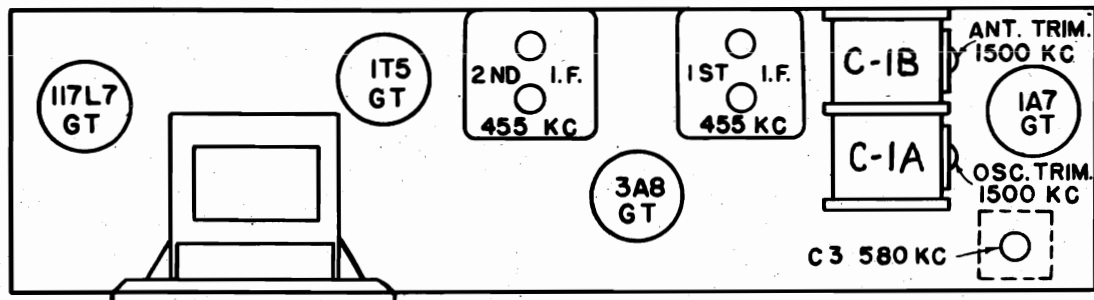 117L7
GT
1T5
GT
2ND I.F.
455 KC
1ST I.F.
455 KC
3A8
GT
C-1B
C-1A
ANT. TRIM.
1500 KC
1A7
GT
OSC. TRIM.
1500 KC
C3 580 KC